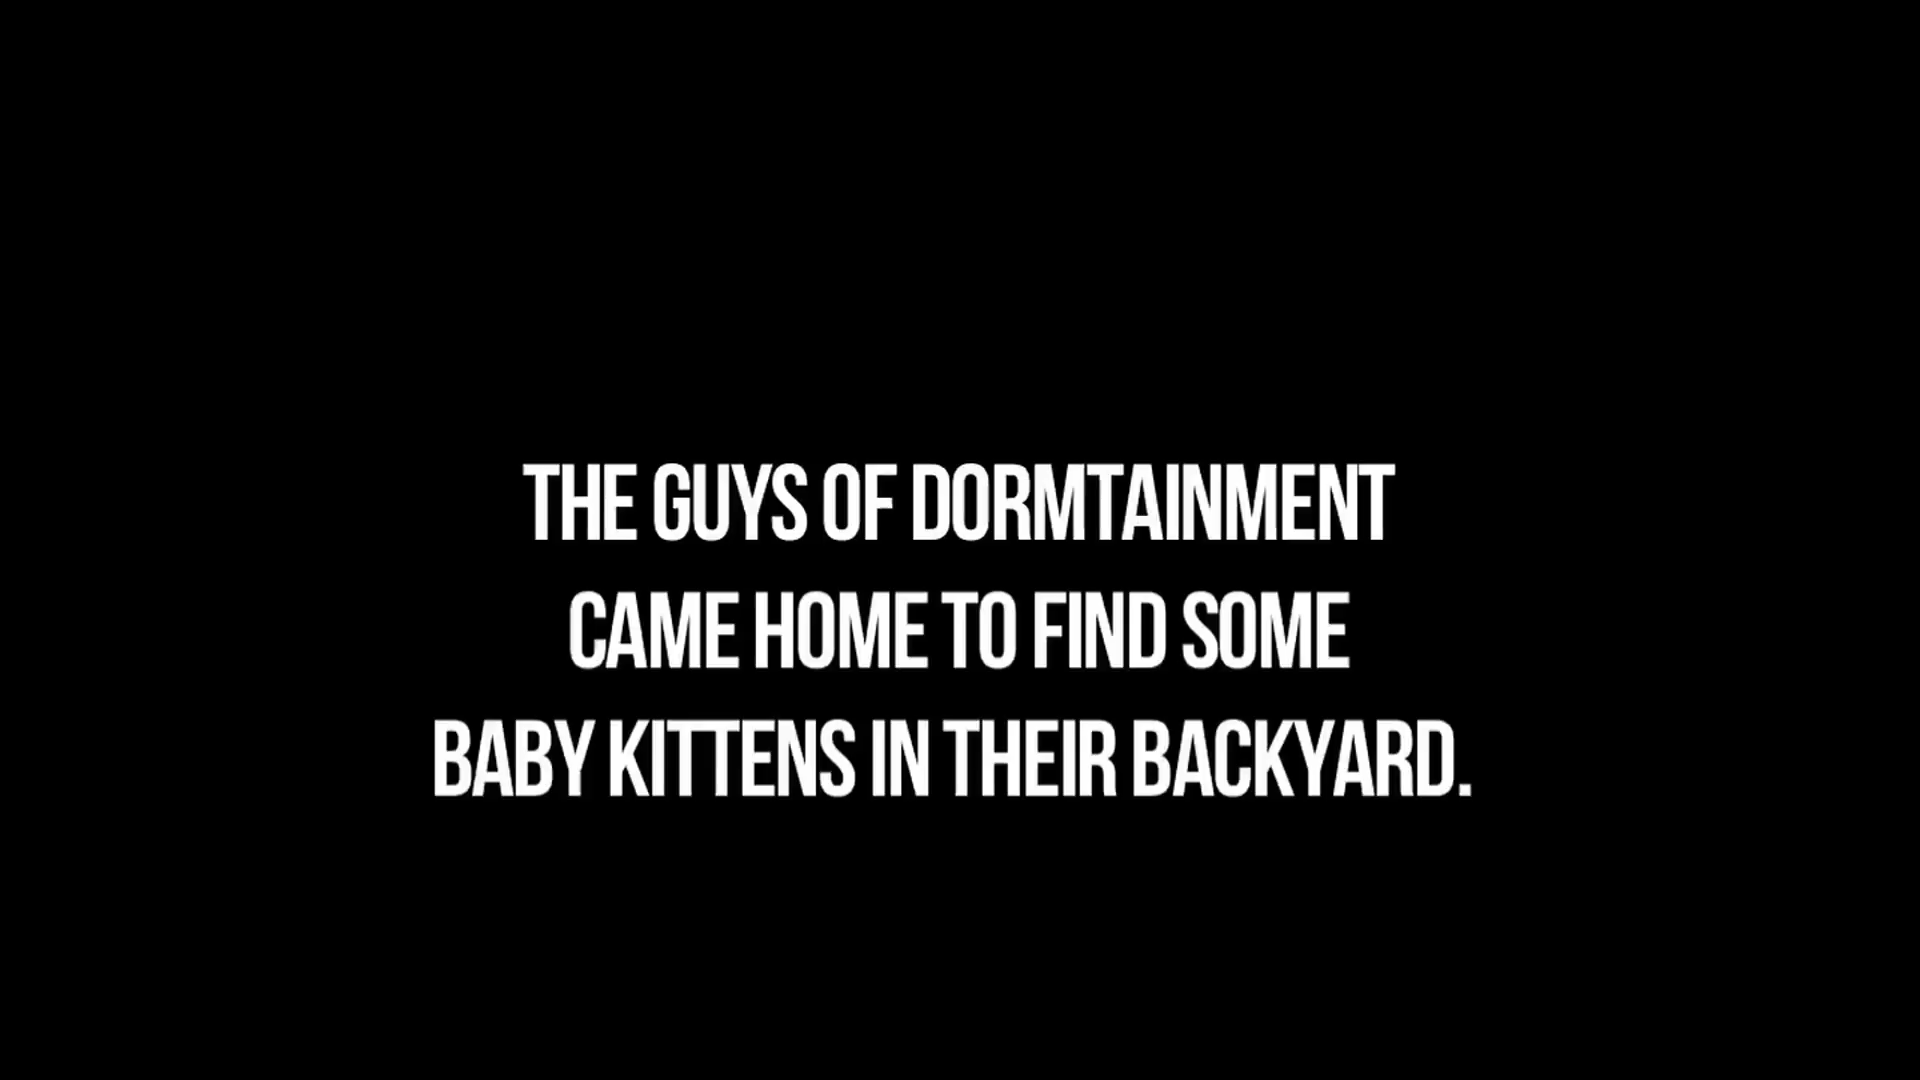 THE GUYS OF DORMTAINMENT
CAME HOME TO FIND SOME
BABY KITTENS IN THEIR BACKYARD.